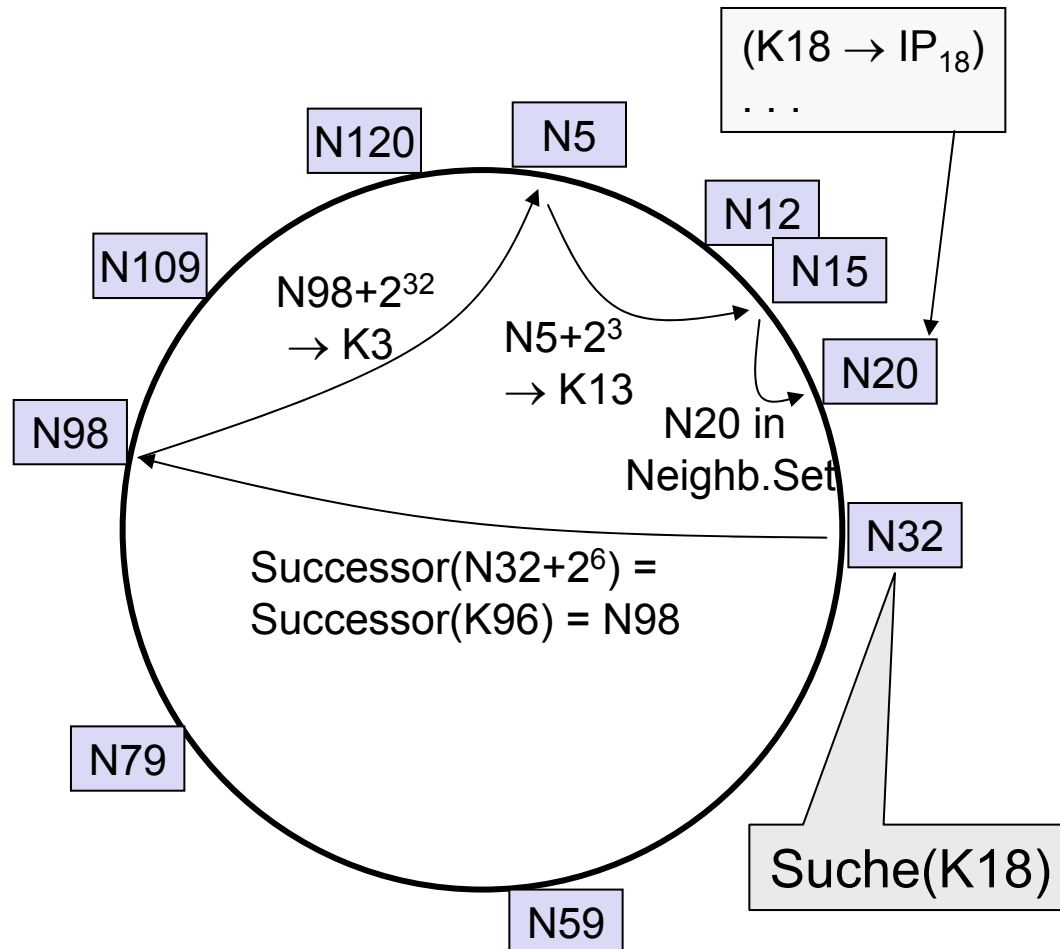 (K18 → IP₁₈)
. . .
N120
N5
N12
N15
N109
N98+2³²
→ K3
N5+2³
→ K13
N20
N98
N20 in
Neighb.Set
N32
Successor(N32+2⁶) =
Successor(K96) = N98
N79
Suche(K18)
N59